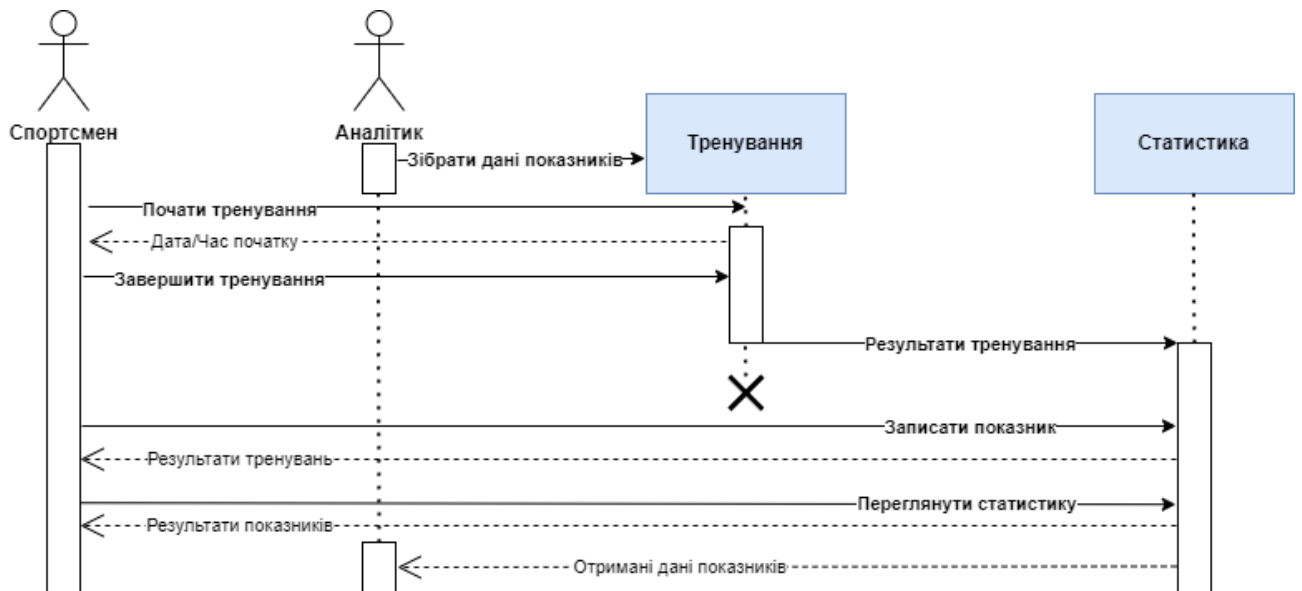 Спортсмен
Аналітик
Тренування
Статистика
Зібрати дані показників
Почати тренування
Дата/Час початку
Завершити тренування
Результати тренування
Записати показник
Результати тренувань
Переглянути статистику
Результати показників
Отримані дані показників